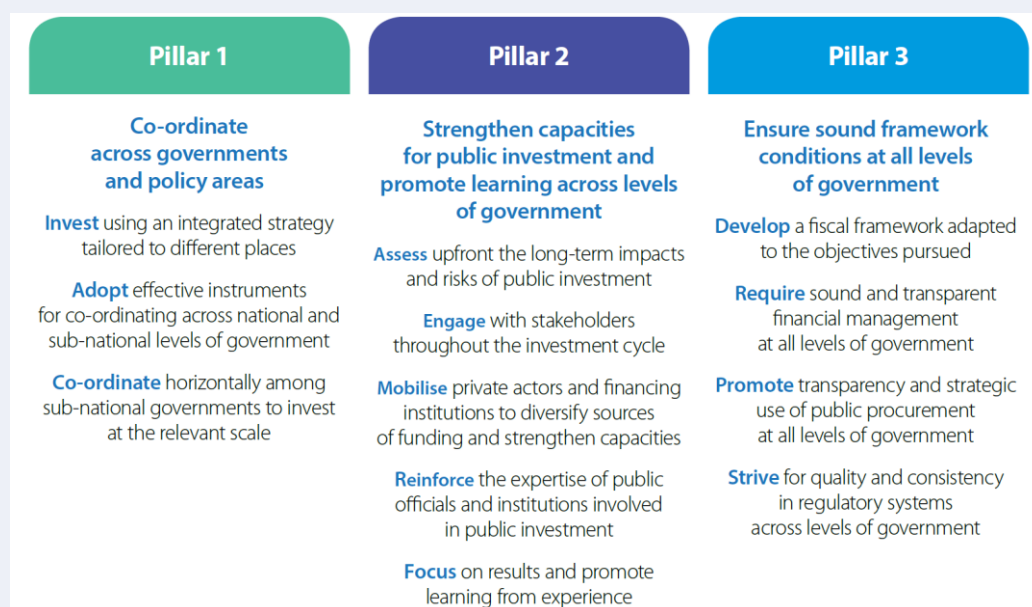 Pillar 1
Co-ordinate
across governments
and policy areas
Invest using an integrated strategy
tailored to different places
Adopt effective instruments
for co-ordinating across national and
sub-national levels of government
Co-ordinate horizontally among
sub-national governments to invest
at the relevant scale
Pillar 2
Strengthen capacities
for public investment and
promote learning across levels
of government
Assess upfront the long-term impacts
and risks of public investment
Engage with stakeholders
throughout the investment cycle
Mobilise private actors and financing
institutions to diversify sources
of funding and strengthen capacities
Reinforce the expertise of public
officials and institutions involved
in public investment
Focus on results and promote
learning from experience
Pillar 3
Ensure sound framework
conditions at all levels
of government
Develop a fiscal framework adapted
to the objectives pursued
Require sound and transparent
financial management
at all levels of government
Promote transparency and strategic
use of public procurement
at all levels of government
Strive for quality and consistency
in regulatory systems
across levels of government